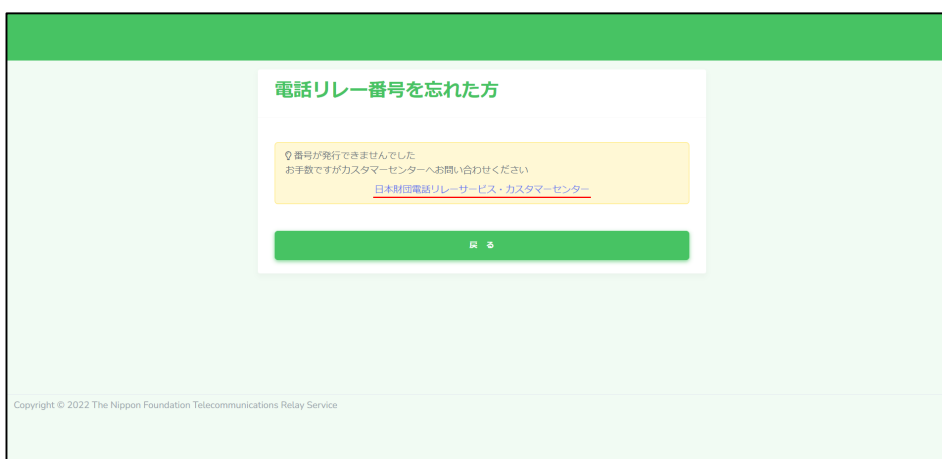 電話リレー番号を忘れた方
番号が発行できませんでした
お手数ですがカスタマーセンターへお問い合わせください
日本財団電話リレーサービス・カスタマーセンター
戻 る
Copyright © 2022 The Nippon Foundation Telecommunications Relay Service